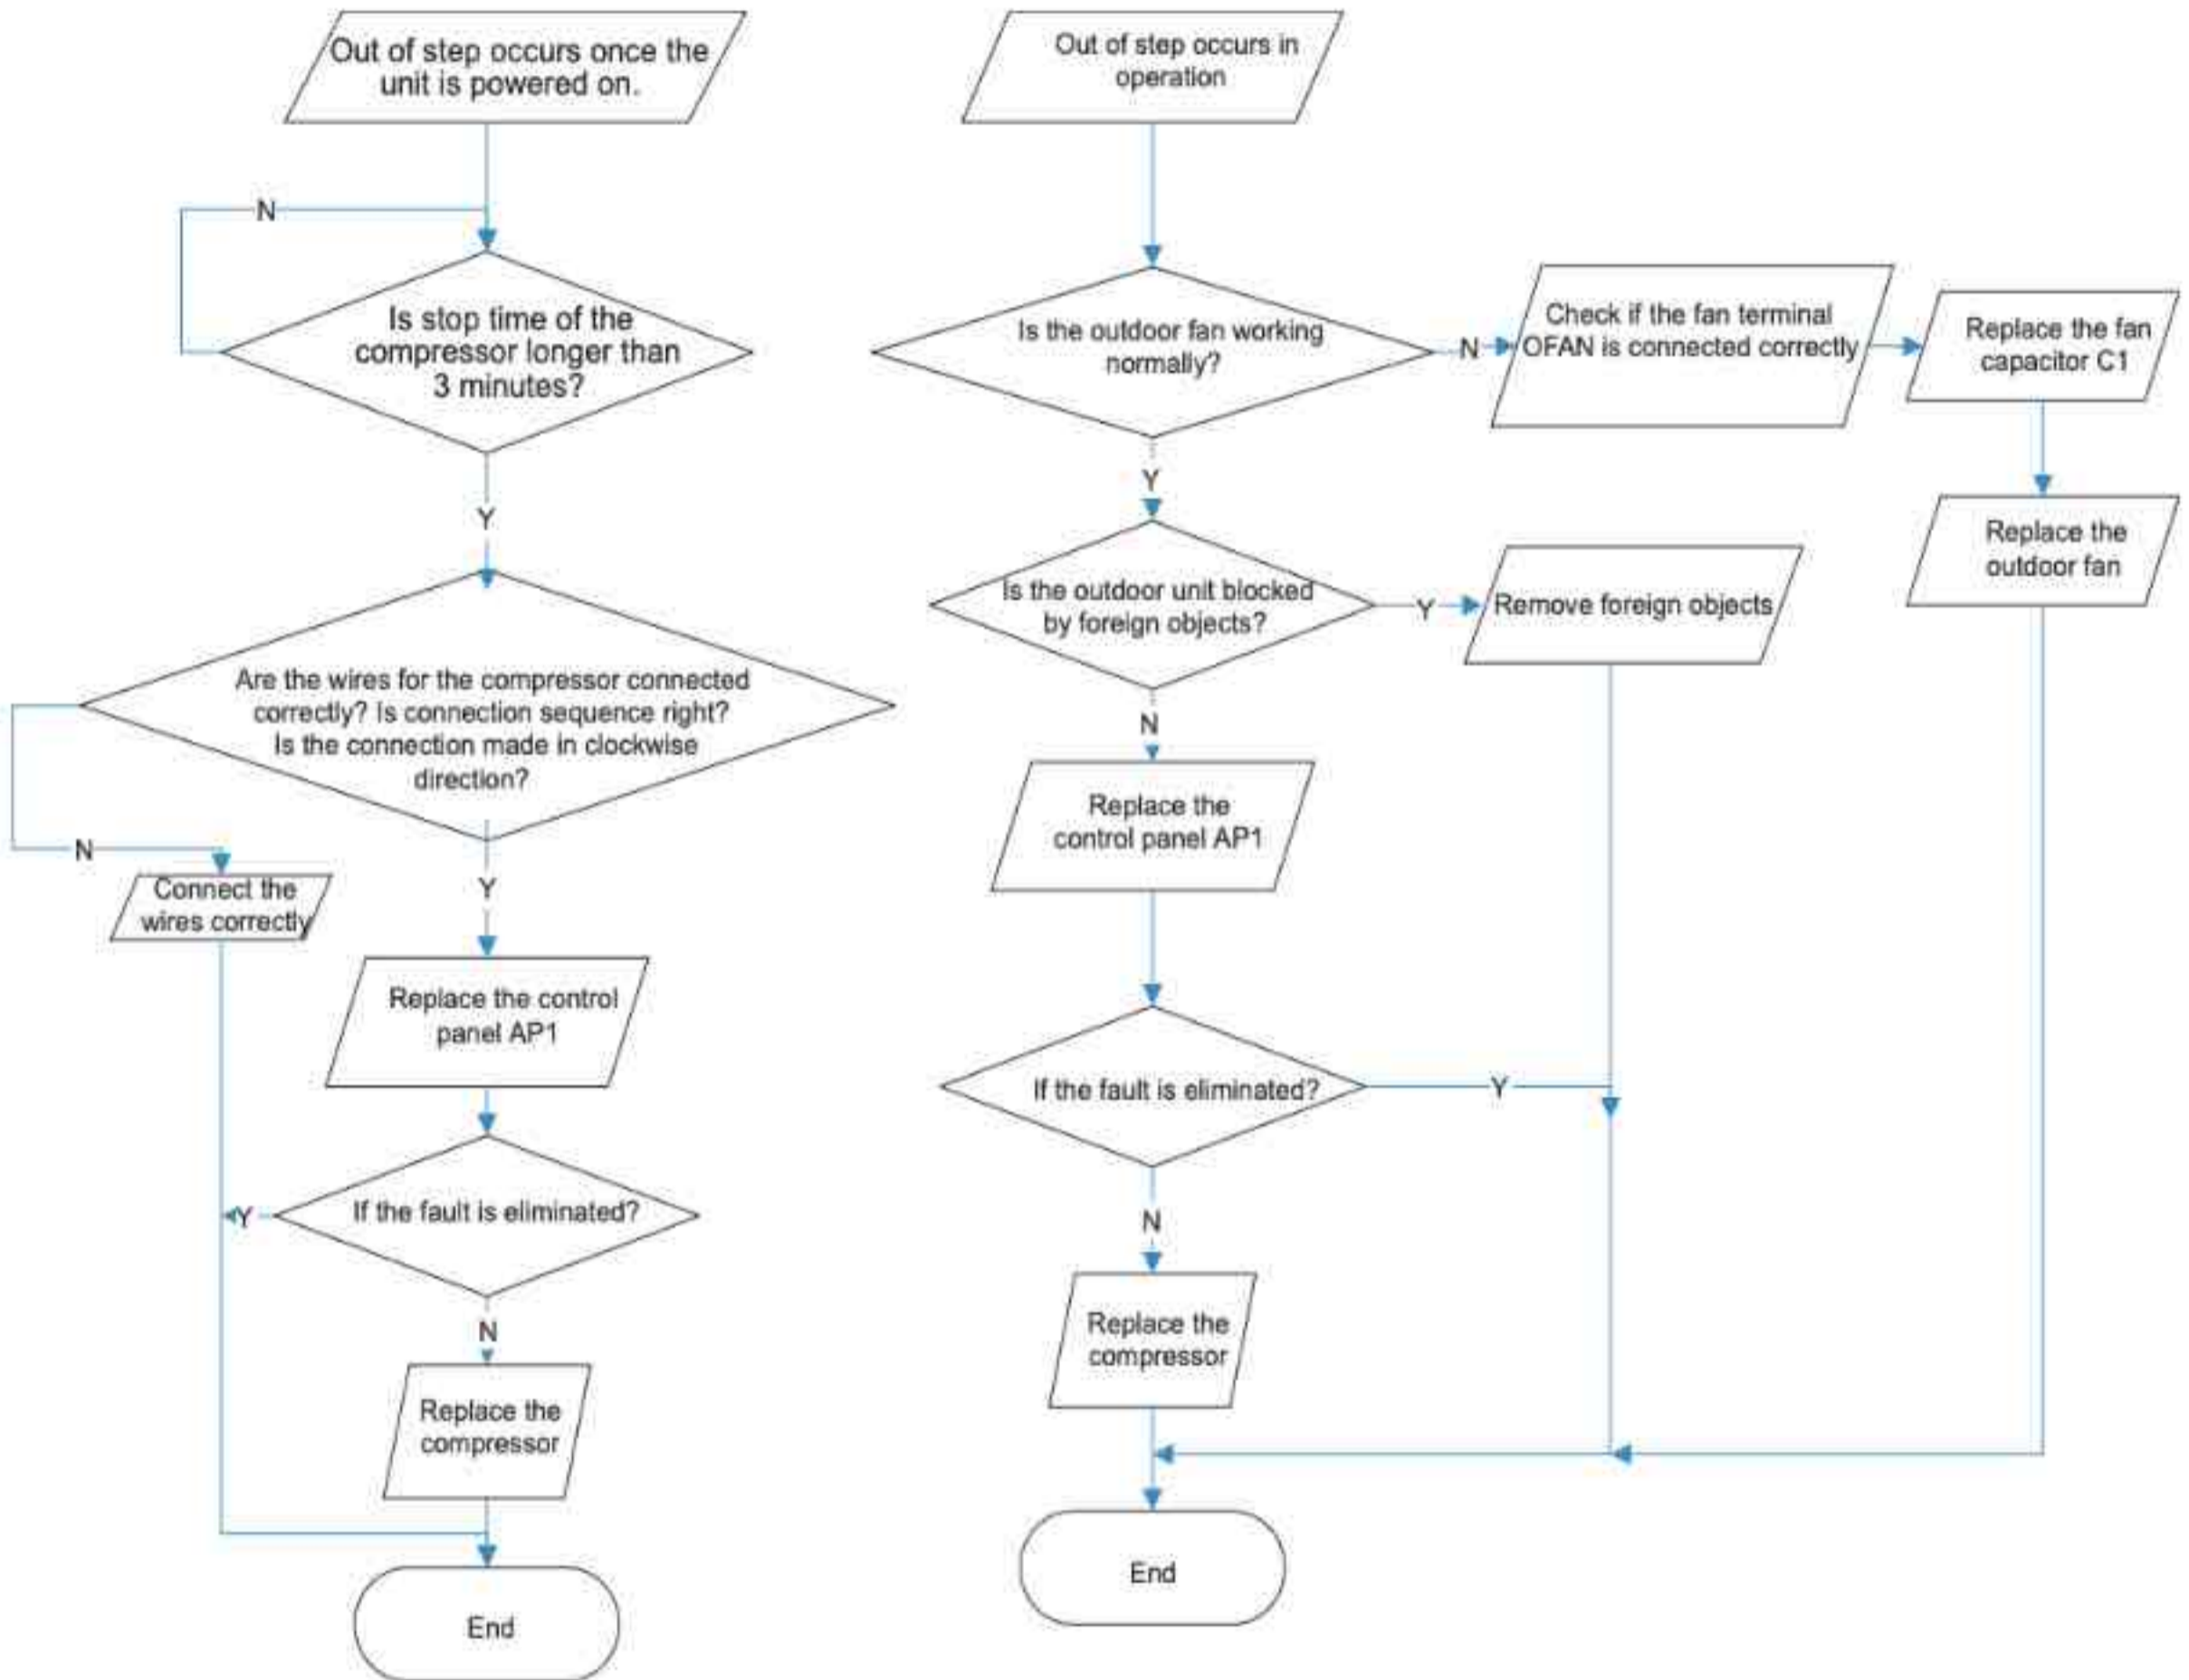 Out of step occurs once the
unit is powered on.
N
Is stop time of the
compressor longer than
3 minutes?
Y
Are the wires for the compressor connected
correctly? Is connection sequence right?
Is the connection made in clockwise
direction?
N
Connect the
wires correctly
Y
Replace the control
panel AP1
If the fault is eliminated?
Y
N
Replace the
compressor
End
Out of step occurs in
operation
Is the outdoor fan working
normally?
N
Check if the fan terminal
OFAN is connected correctly
Replace the fan
capacitor C1
Replace the
outdoor fan
Y
Is the outdoor unit blocked
by foreign objects?
Y
Remove foreign objects
N
Replace the
control panel AP1
If the fault is eliminated?
Y
N
Replace the
compressor
End